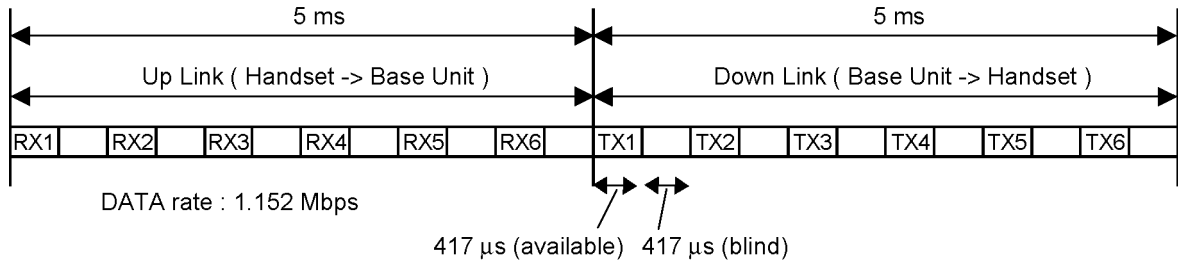 5 ms 5 ms
Up Link ( Handset -> Base Unit ) Down Link ( Base Unit -> Handset )
RX1 RX2 RX3 RX4 RX5 RX6 TX1 TX2 TX3 TX4 TX5 TX6
DATA rate : 1.152 Mbps
417 μs (available) 417 μs (blind)